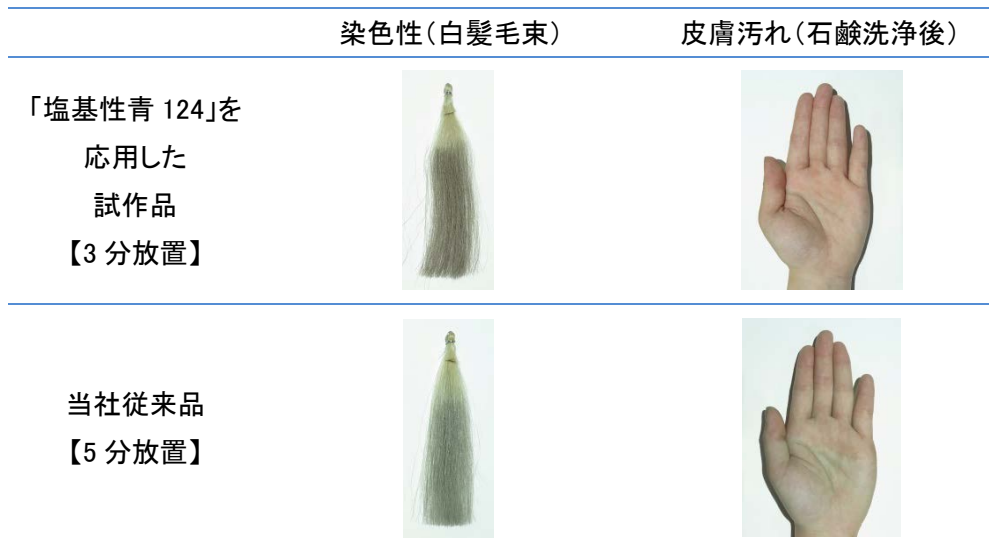 染色性（白髪毛束）
皮膚汚れ（石鹸洗浄後）
「塩基性青 124」を
応用した
試作品
【3 分放置】
当社従来品
【5 分放置】